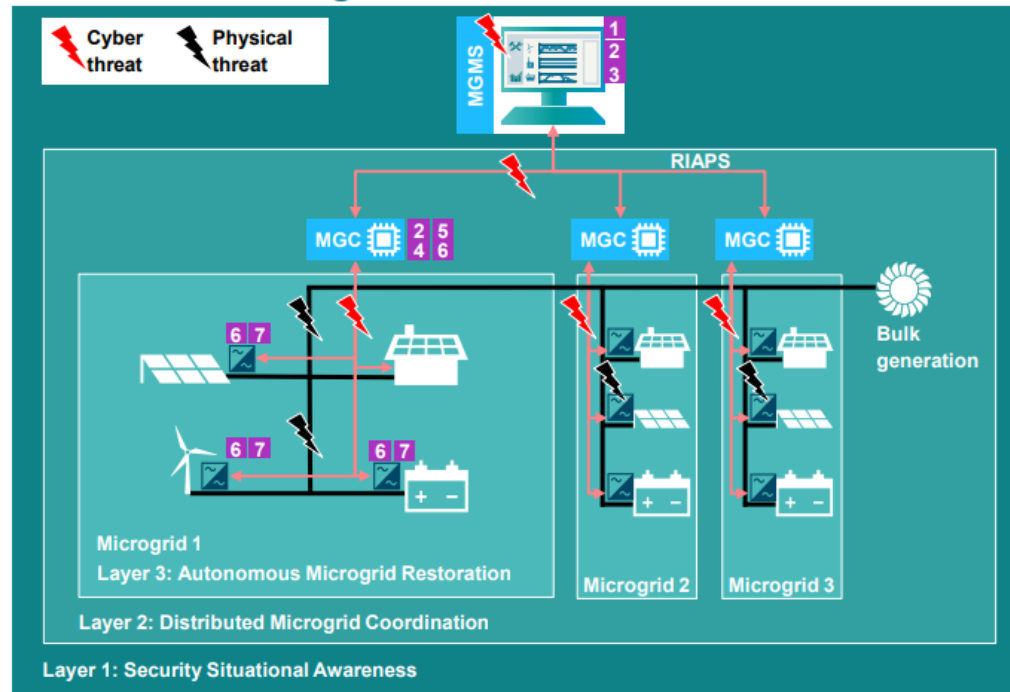 Cyber threat
Physical threat
MGMS
1
2
3
RIAPS
MGC
2 5
4 6
MGC
MGC
Bulk
generation
6 7
6 7
6 7
+ −
+ −
+ −
Microgrid 1
Layer 3: Autonomous Microgrid Restoration
Microgrid 2
Microgrid 3
Layer 2: Distributed Microgrid Coordination
Layer 1: Security Situational Awareness